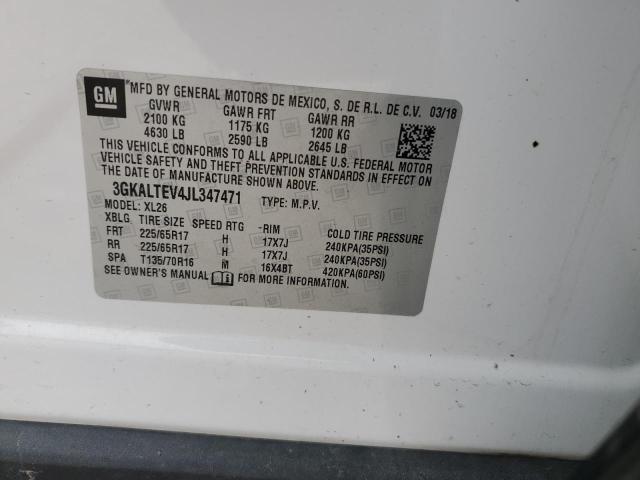 GM
*MFD BY GENERAL MOTORS DE MEXICO, S. DE R.L. DE C.V. 03/18
GVWR GAWR FRT GAWR RR
2100 KG 1175 KG 1200 KG
4630 LB 2590 LB 2645 LB
THIS VEHICLE CONFORMS TO ALL APPLICABLE U.S. FEDERAL MOTOR
VEHICLE SAFETY AND THEFT PREVENTION STANDARDS IN EFFECT ON
THE DATE OF MANUFACTURE SHOWN ABOVE.
3GKALTEV4JL347471 TYPE: M.P.V.
MODEL: XL26
XBLG TIRE SIZE SPEED RTG -RIM COLD TIRE PRESSURE
FRT 225/65R17 H 17X7J 240KPA(35PSI)
RR 225/65R17 H 17X7J 240KPA(35PSI)
SPA T135/70R16 M 16X4BT 420KPA(60PSI)
SEE OWNER'S MANUAL FOR MORE INFORMATION.